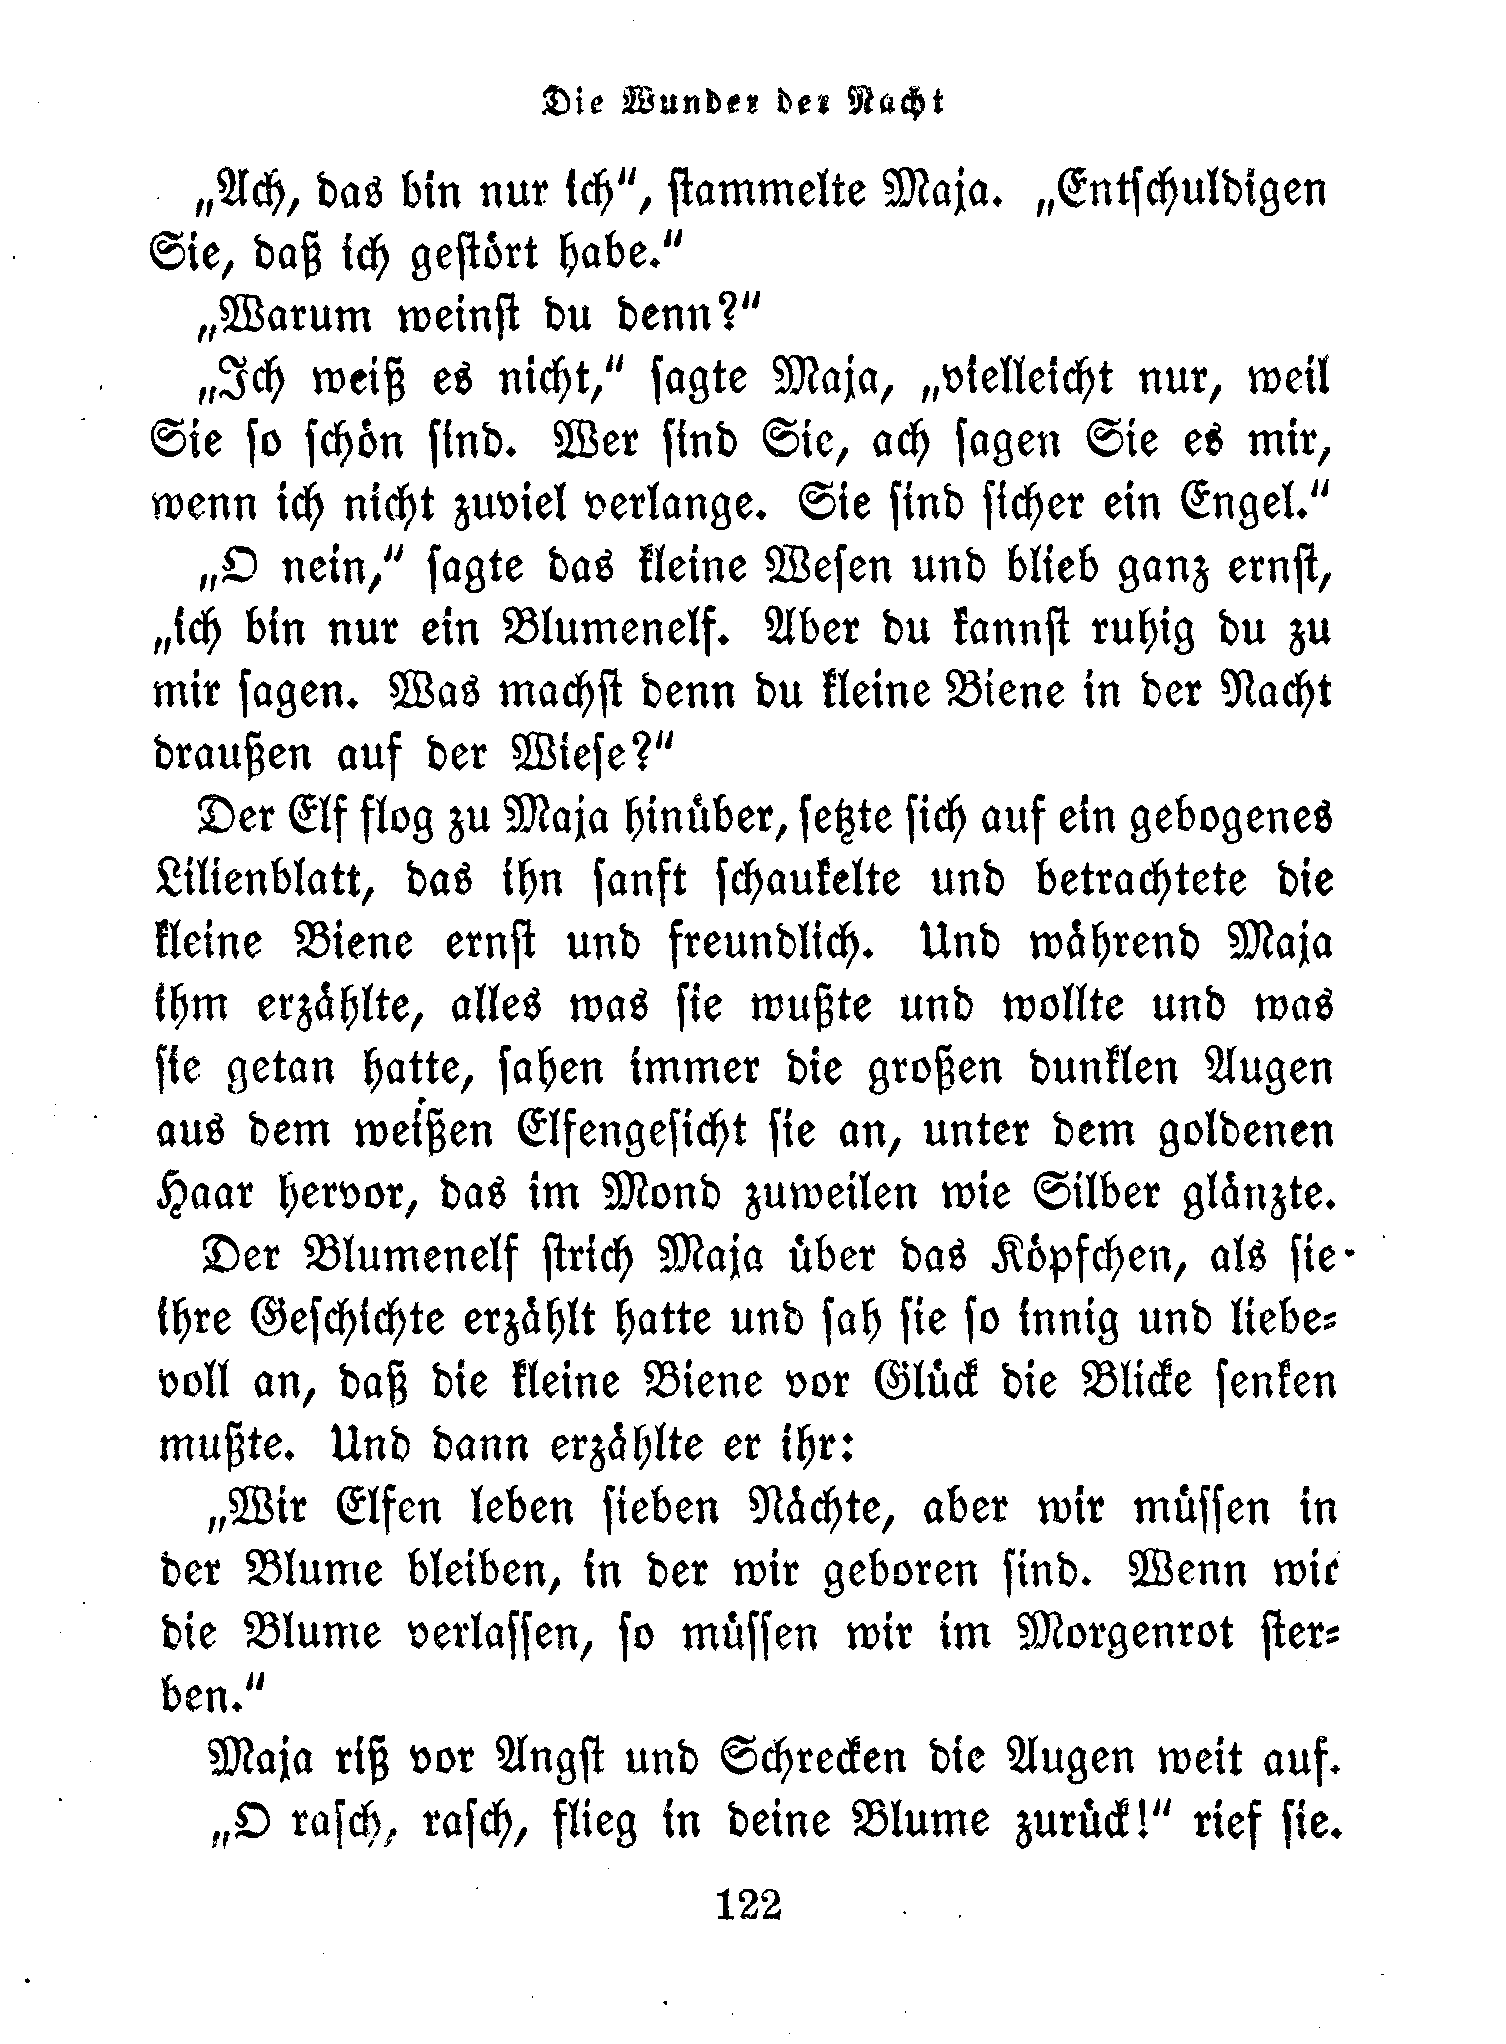 Die Wunder der Nacht
„Ach, das bin nur ich“, stammelte Maja. „Entschuldigen
Sie, daß ich gestört habe.“
„Warum weinst du denn?“
„Ich weiß es nicht,“ sagte Maja, „vielleicht nur, weil
Sie so schön sind. Wer sind Sie, ach sagen Sie es mir,
wenn ich nicht zuviel verlange. Sie sind sicher ein Engel.“
„O nein,“ sagte das kleine Wesen und blieb ganz ernst,
„ich bin nur ein Blumenelf. Aber du kannst ruhig du zu
mir sagen. Was machst denn du kleine Biene in der Nacht
draußen auf der Wiese?“
Der Elf flog zu Maja hinüber, setzte sich auf ein gebogenes
Lilienblatt, das ihn sanft schaukelte und betrachtete die
kleine Biene ernst und freundlich. Und während Maja
ihm erzählte, alles was sie wußte und wollte und was
sie getan hatte, sahen immer die großen dunklen Augen
aus dem weißen Elfengesicht sie an, unter dem goldenen
Haar hervor, das im Mond zuweilen wie Silber glänzte.
Der Blumenelf strich Maja über das Köpfchen, als sie
ihre Geschichte erzählt hatte und sah sie so innig und liebe-
voll an, daß die kleine Biene vor Glück die Blicke senken
mußte. Und dann erzählte er ihr:
„Wir Elfen leben sieben Nächte, aber wir müssen in
der Blume bleiben, in der wir geboren sind. Wenn wir
die Blume verlassen, so müssen wir im Morgenrot ster-
ben.“
Maja riß vor Angst und Schrecken die Augen weit auf.
„O rasch, rasch, flieg in deine Blume zurück!“ rief sie.
122